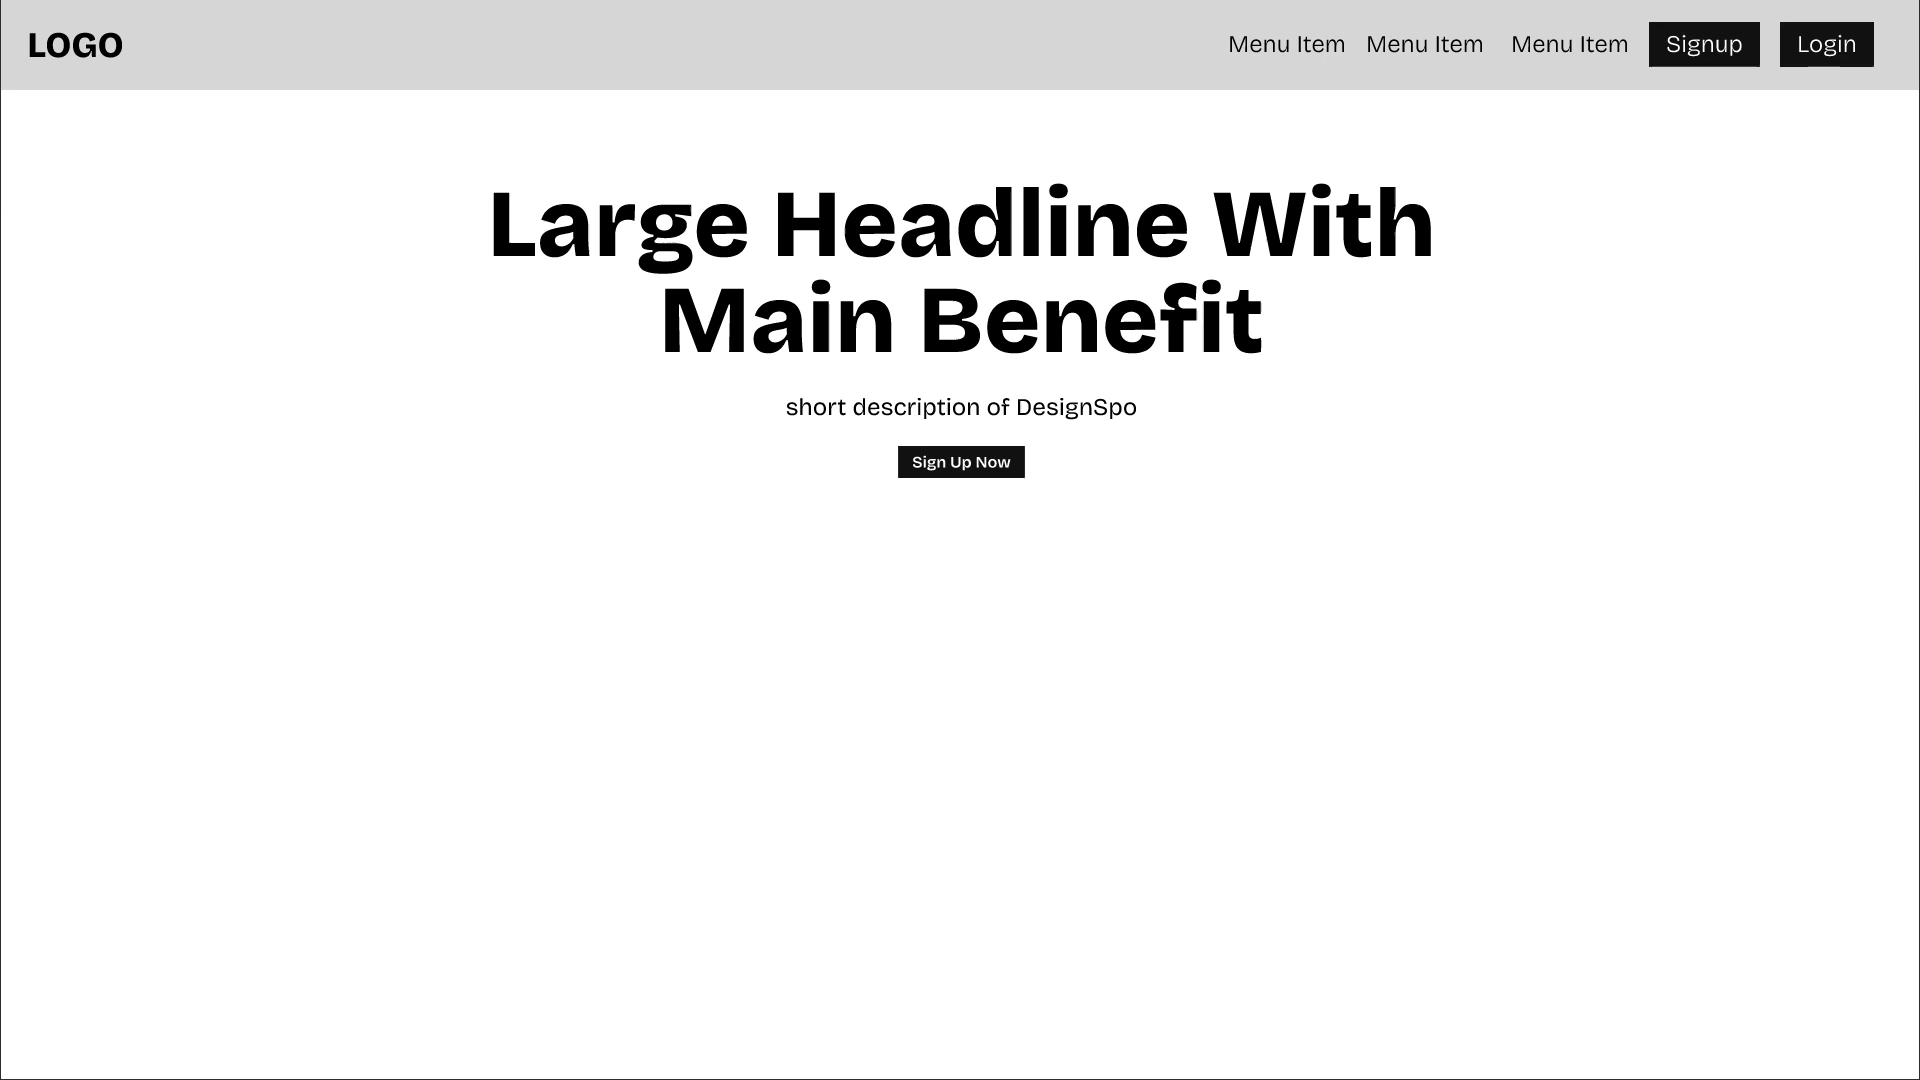 LOGO
Menu Item Menu Item Menu Item Signup Login
Large Headline With
Main Benefit
short description of DesignSpo
Sign Up Now